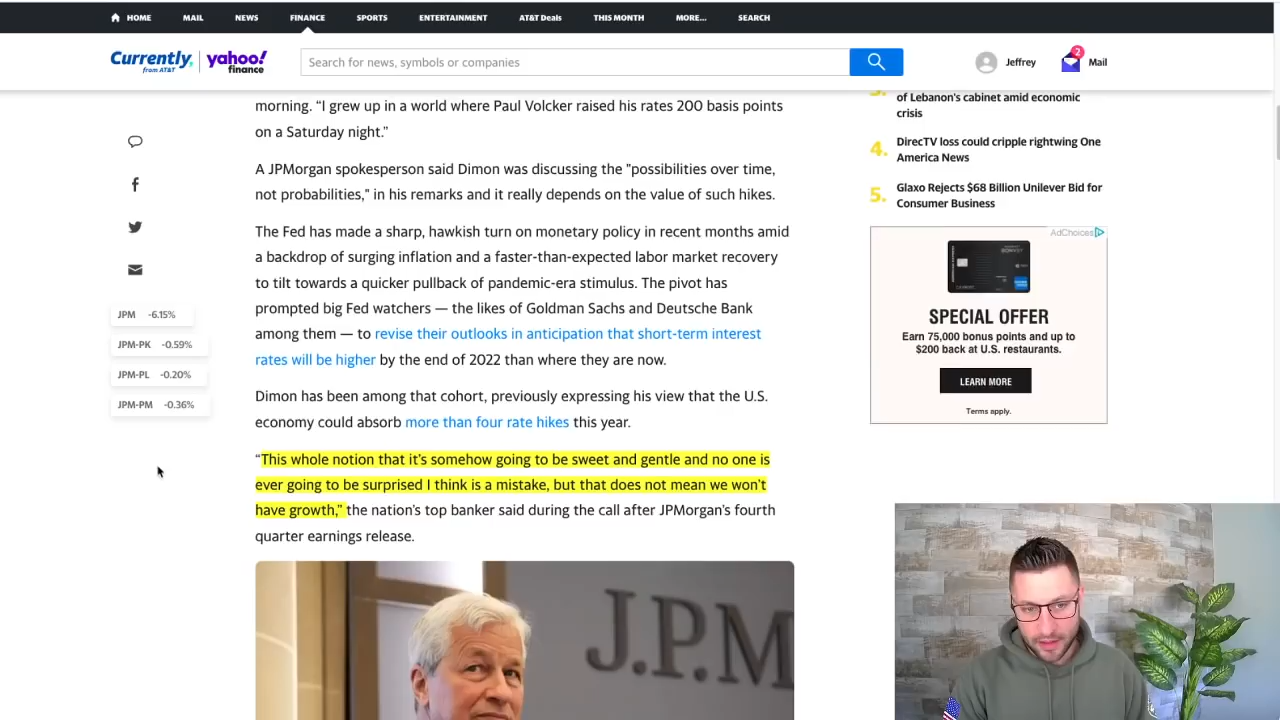 HOME MAIL NEWS FINANCE SPORTS ENTERTAINMENT AT&T Deals THIS MONTH MORE... SEARCH
Currently, from AT&T yahoo! finance
Search for news, symbols or companies
Jeffrey
2
Mail
morning. “I grew up in a world where Paul Volcker raised his rates 200 basis points
on a Saturday night.”
A JPMorgan spokesperson said Dimon was discussing the "possibilities over time,
not probabilities," in his remarks and it really depends on the value of such hikes.
The Fed has made a sharp, hawkish turn on monetary policy in recent months amid
a backdrop of surging inflation and a faster-than-expected labor market recovery
to tilt towards a quicker pullback of pandemic-era stimulus. The pivot has
prompted big Fed watchers — the likes of Goldman Sachs and Deutsche Bank
among them — to revise their outlooks in anticipation that short-term interest
rates will be higher by the end of 2022 than where they are now.
Dimon has been among that cohort, previously expressing his view that the U.S.
economy could absorb more than four rate hikes this year.
“This whole notion that it’s somehow going to be sweet and gentle and no one is
ever going to be surprised I think is a mistake, but that does not mean we won’t
have growth,” the nation’s top banker said during the call after JPMorgan’s fourth
quarter earnings release.
JPM -6.15%
JPM-PK -0.59%
JPM-PL -0.20%
JPM-PM -0.36%
J.P.M
3.
of Lebanon's cabinet amid economic
crisis
4. DirecTV loss could cripple rightwing One
America News
5. Glaxo Rejects $68 Billion Unilever Bid for
Consumer Business
AdChoices
SPECIAL OFFER
Earn 75,000 bonus points and up to
$200 back at U.S. restaurants.
LEARN MORE
Terms apply.